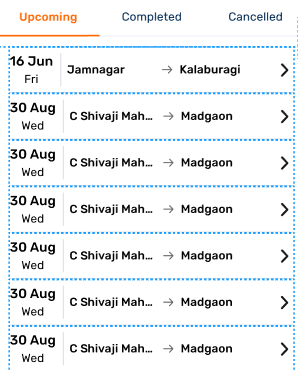 Upcoming Completed Cancelled
16 Jun
Fri
Jamnagar → Kalaburagi
30 Aug
Wed
C Shivaji Mah... → Madgaon
30 Aug
Wed
C Shivaji Mah... → Madgaon
30 Aug
Wed
C Shivaji Mah... → Madgaon
30 Aug
Wed
C Shivaji Mah... → Madgaon
30 Aug
Wed
C Shivaji Mah... → Madgaon
30 Aug
Wed
C Shivaji Mah... → Madgaon